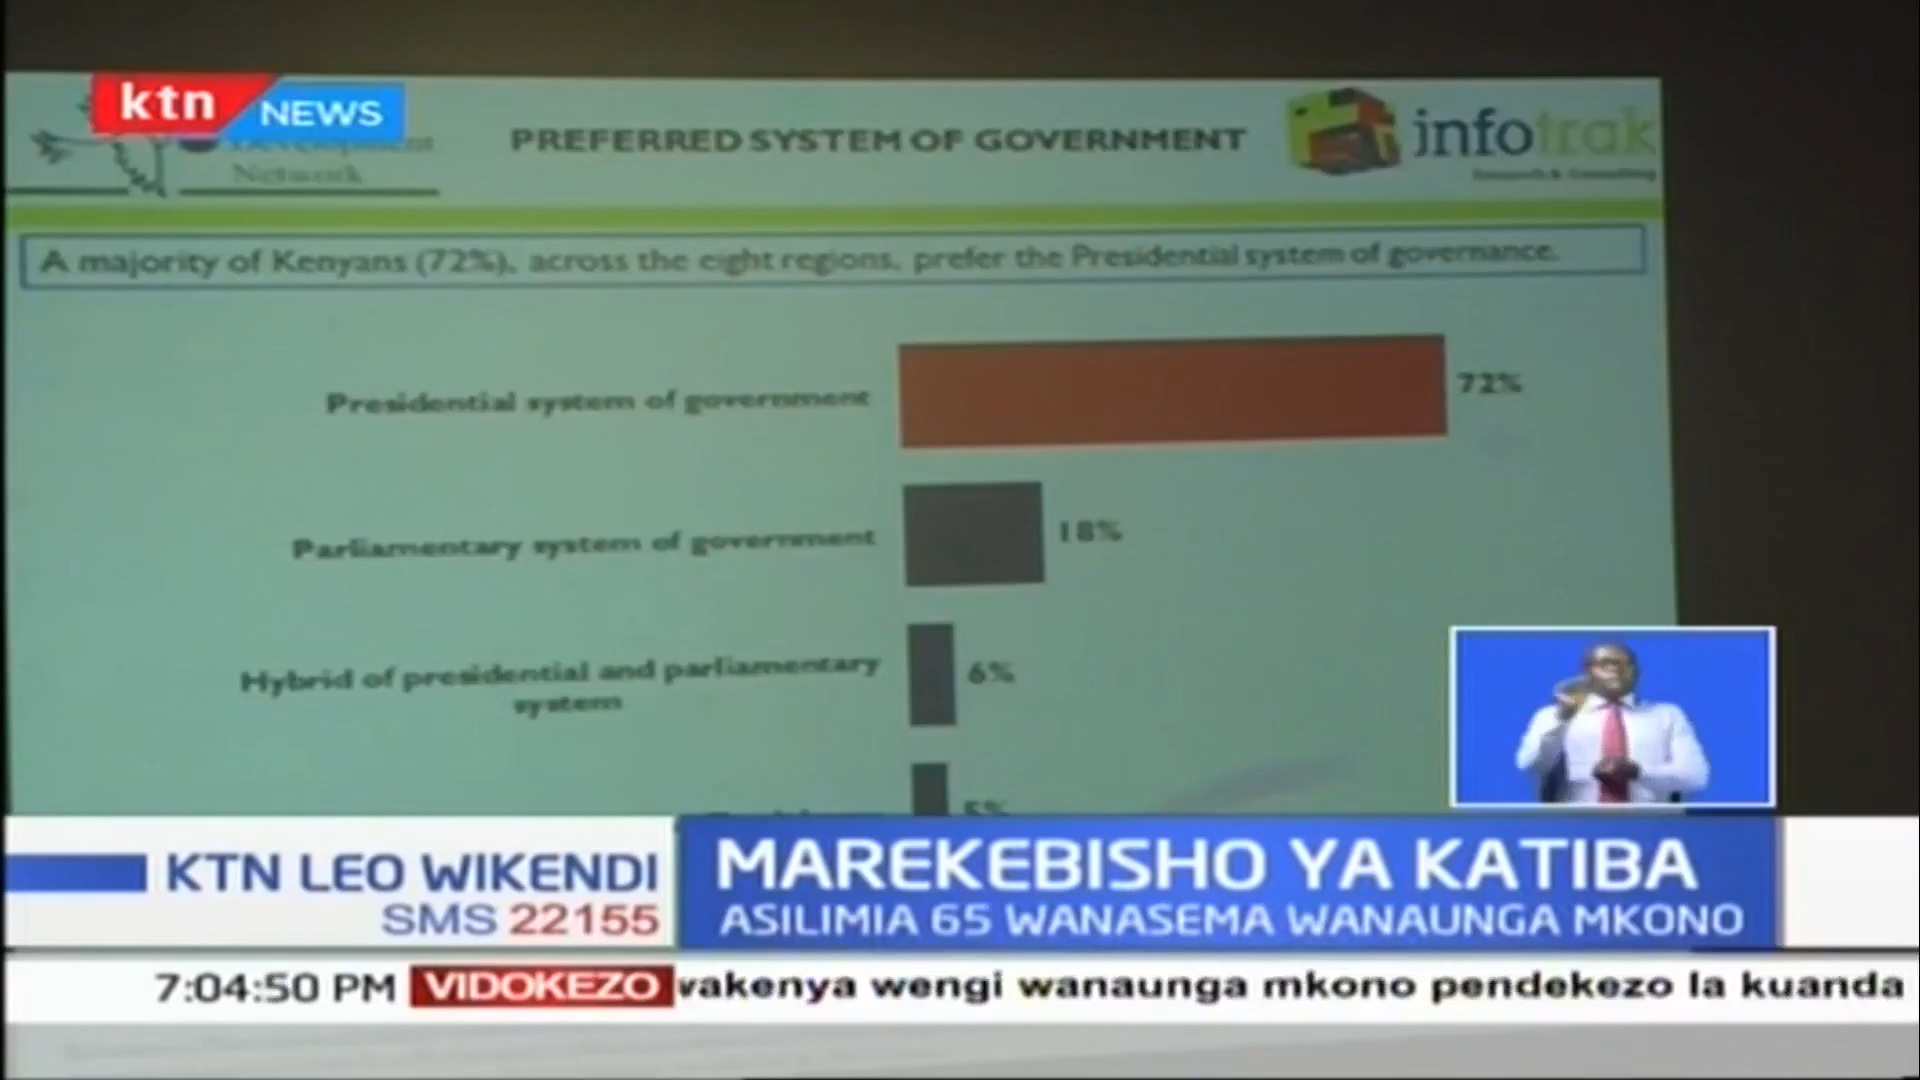 ktn NEWS
Network
PREFERRED SYSTEM OF GOVERNMENT
infotrak
A majority of Kenyans (72%), across the eight regions, prefer the Presidential system of governance.
Presidential system of government
72%
Parliamentary system of government
18%
Hybrid of presidential and parliamentary
system
6%
5%
KTN LEO WIKENDI
SMS 22155
MAREKEBISHO YA KATIBA
ASILIMIA 65 WANASEMA WANAUNGA MKONO
7:04:50 PM VIDOKEZO wakenya wengi wanaunga mkono pendekezo la kuanda